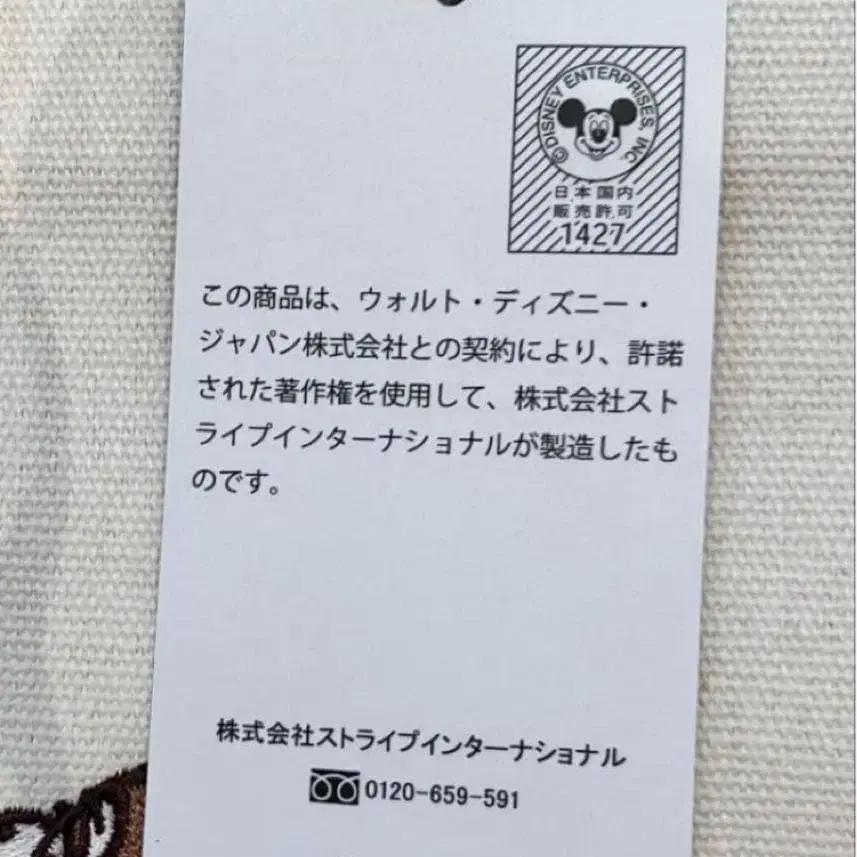 ©DISNEY ENTERPRISES, INC.
日本国内
販売許可
1427
この商品は、ウォルト・ディズニー・
ジャパン株式会社との契約により、許諾
された著作権を使用して、株式会社スト
ライプインターナショナルが製造したも
のです。
株式会社ストライプインターナショナル
0120-659-591